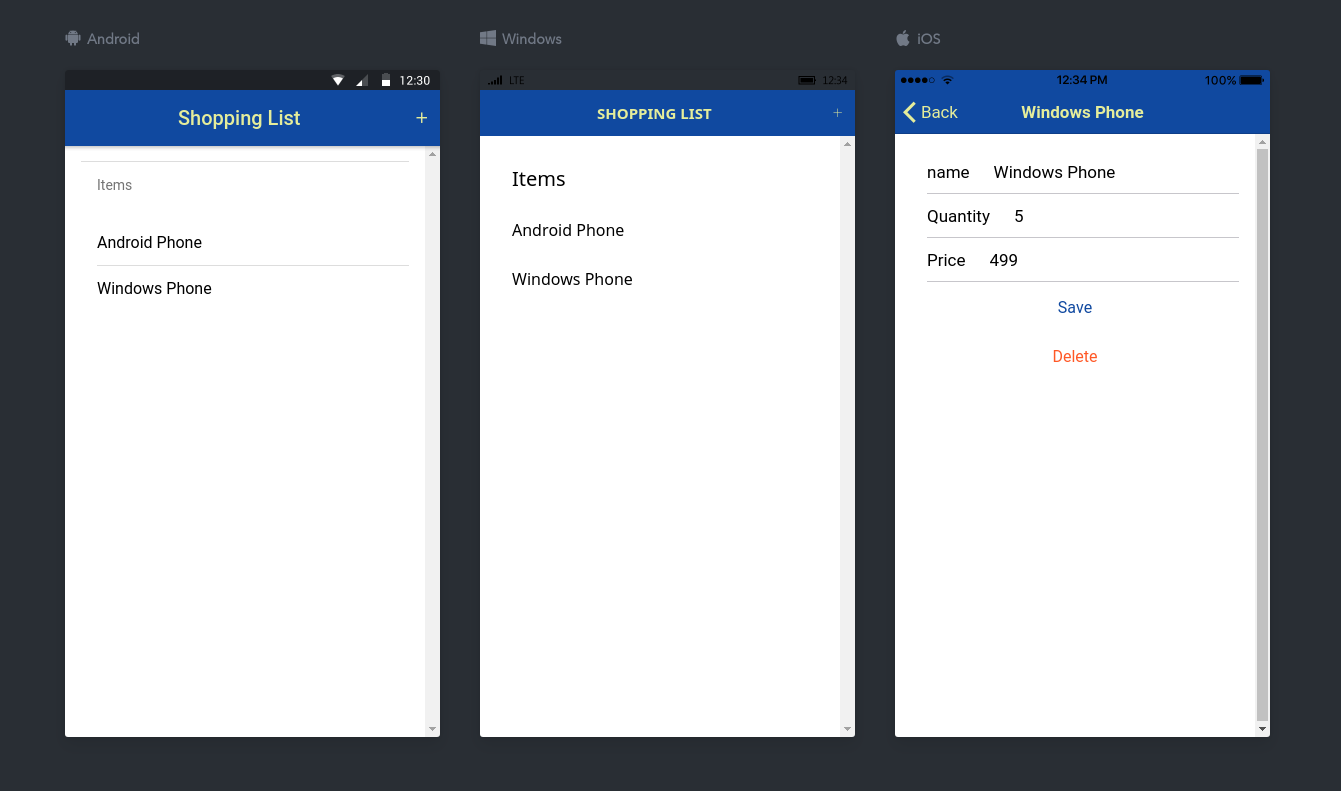 Android
12:30
Shopping List +
Items
Android Phone
Windows Phone
Windows
LTE 12:34
SHOPPING LIST +
Items
Android Phone
Windows Phone
iOS
12:34 PM 100%
Back Windows Phone
name Windows Phone
Quantity 5
Price 499
Save
Delete